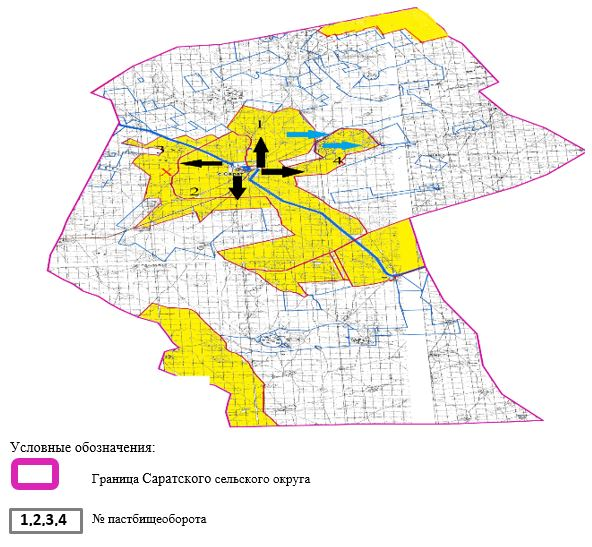 1
3
4
2
Условные обозначения:
Граница Саратского сельского округа
1,2,3,4 № пастбищеоборота